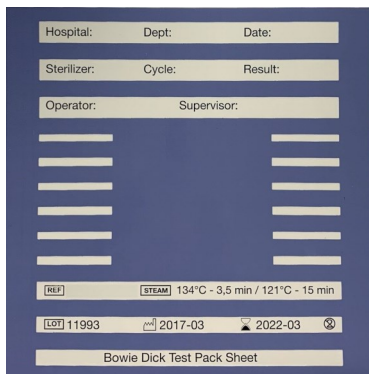 Hospital: Dept: Date:
Sterilizer: Cycle: Result:
Operator: Supervisor:
REF STEAM 134°C - 3,5 min / 121°C - 15 min
LOT 11993 2017-03 2022-03
Bowie Dick Test Pack Sheet